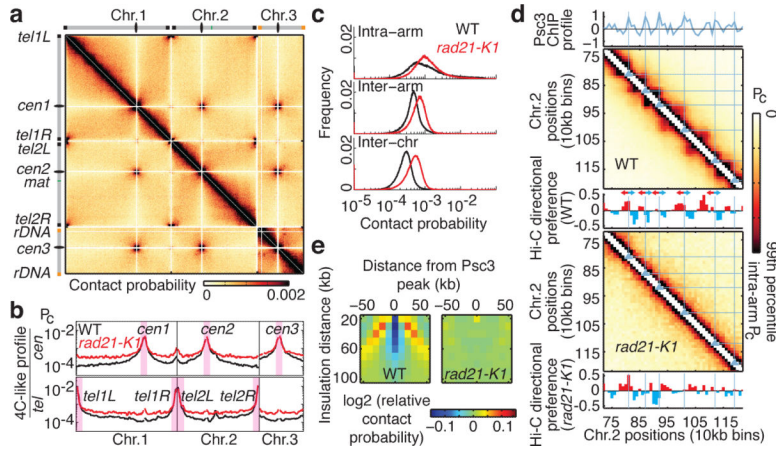 a
Chr.1 Chr.2 Chr.3
tel1L
cen1
tel1R
tel2L
cen2
mat
tel2R
rDNA
cen3
rDNA
Contact probability
0 0.002
b
Pc
4C-like profile
cen
tel
10-2
10-4
WT
rad21-K1
cen1 cen2 cen3
10-2
10-4
tel1L tel1R tel2L tel2R
Chr.1 Chr.2 Chr.3
c
WT
rad21-K1
Frequency
0.02
0
Intra-arm
0.02
0
Inter-arm
0.02
0
Inter-chr
10-5 10-4 10-3 10-2
Contact probability
d
Psc3
ChIP
profile
1
0
-1
Chr.2 positions
(10kb bins)
75
85
95
105
115
WT
Pc
0
99th percentile
intra-arm Pc
Hi-C directional
preference
(WT)
0.5
0
-0.5
Chr.2 positions
(10kb bins)
75
85
95
105
115
rad21-K1
Hi-C directional
preference
(rad21-K1)
0.5
0
-0.5
75 85 95 105 115
Chr.2 positions (10kb bins)
e
Distance from Psc3
peak (kb)
-50 0 50 -50 0 50
Insulation distance (kb)
20
60
100
WT
rad21-K1
log2 (relative
contact
probability)
-0.1 0 0.1